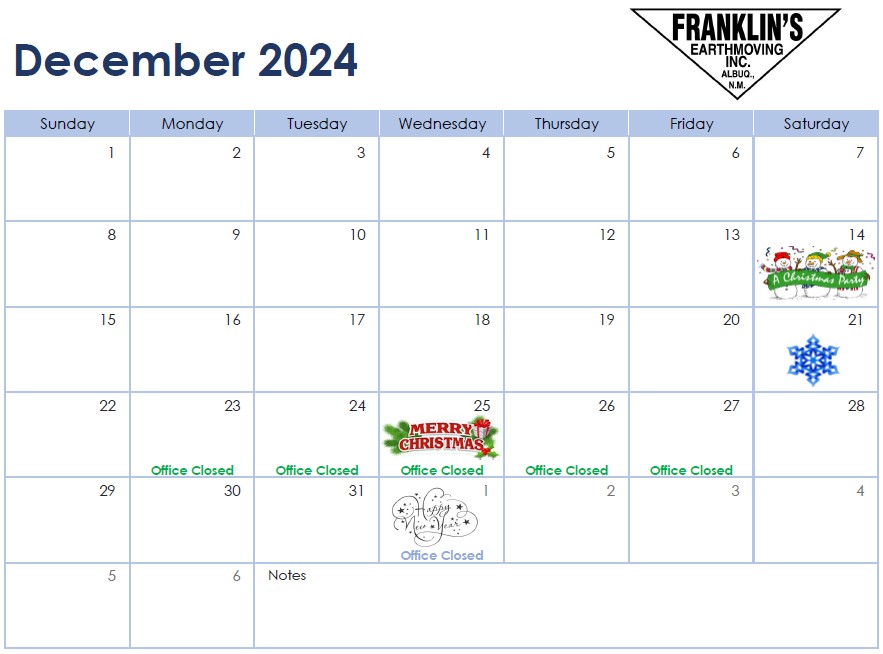 December 2024
FRANKLIN'S
EARTHMOVING
INC.
ALBUQ.,
N.M.
Sunday Monday Tuesday Wednesday Thursday Friday Saturday
1 2 3 4 5 6 7
8 9 10 11 12 13 14
A Christmas Party
15 16 17 18 19 20 21
22 23 24 25 26 27 28
MERRY
CHRISTMAS
Office Closed Office Closed Office Closed Office Closed Office Closed
29 30 31 1 2 3 4
Happy
New Year
Office Closed
5 6 Notes